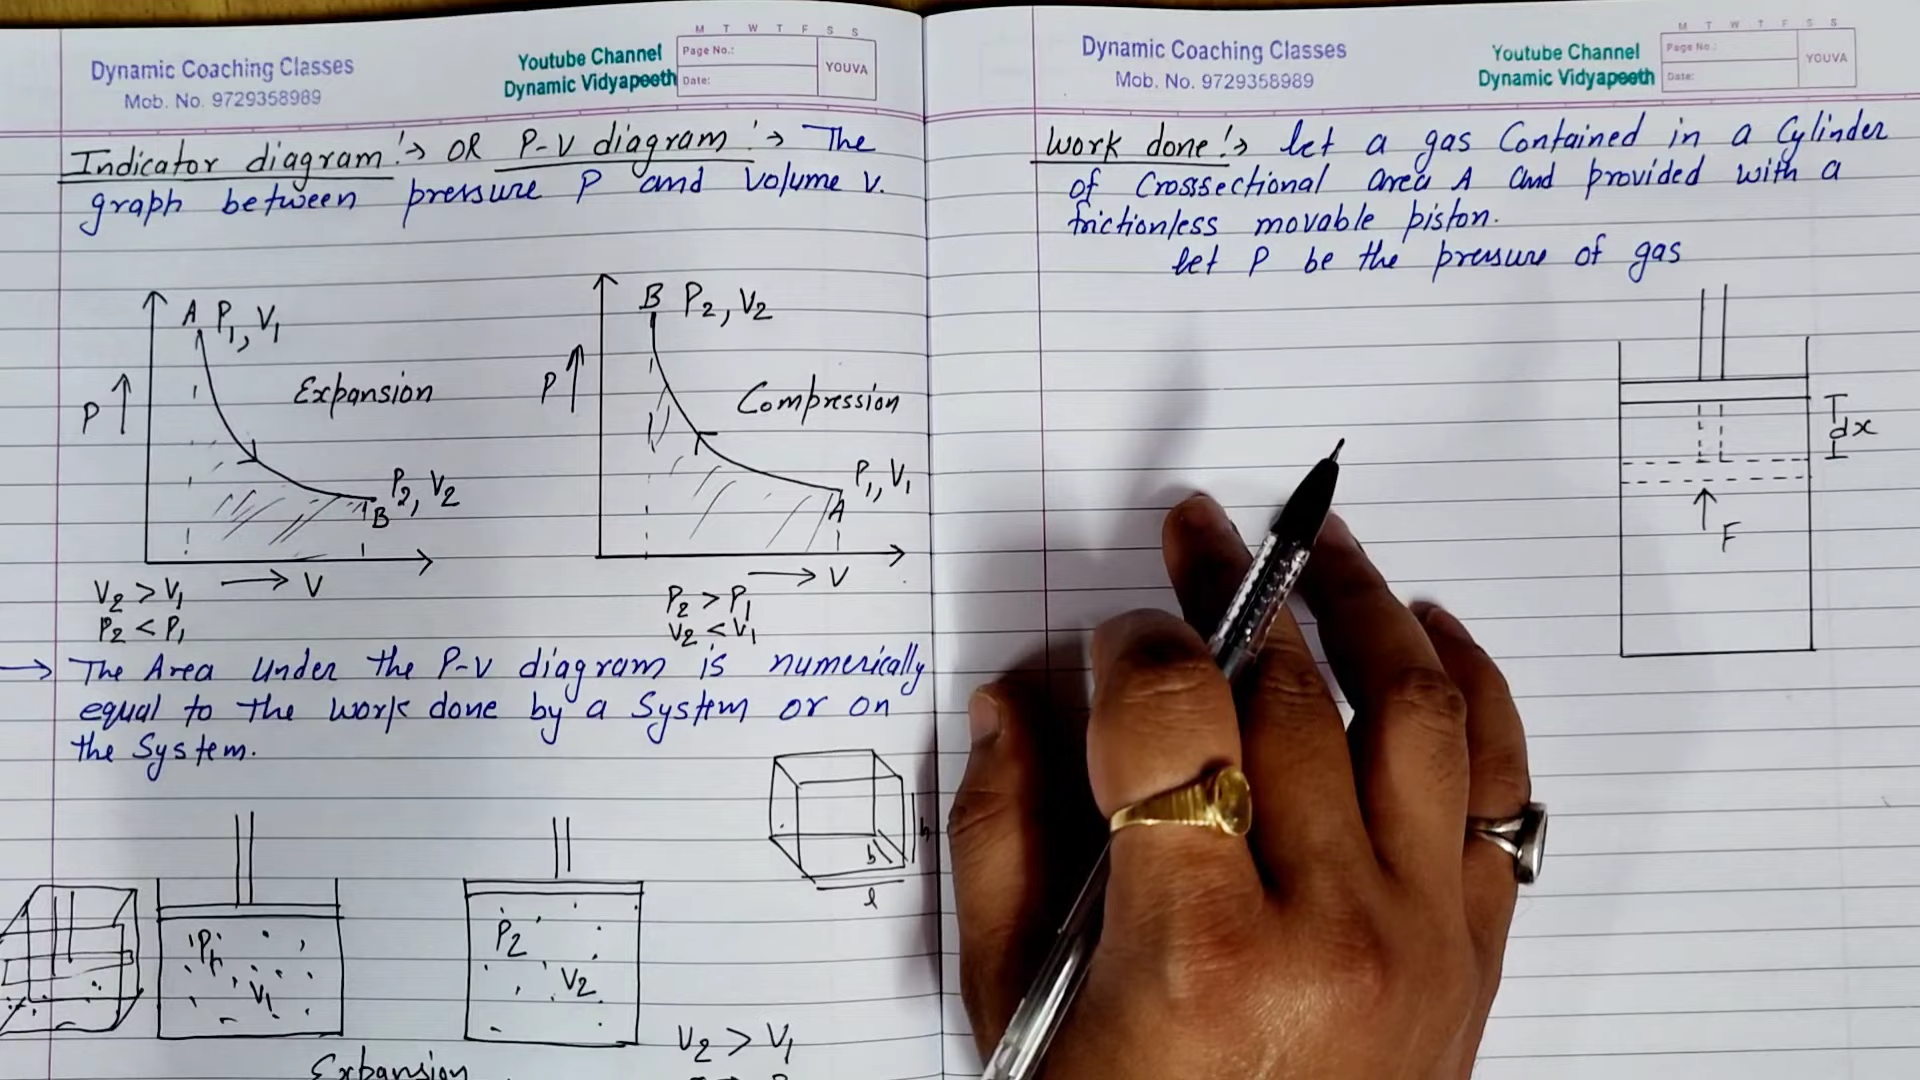 Dynamic Coaching Classes
Mob. No. 9729358989
Youtube Channel
Dynamic Vidyapeeth
M T W T F S S
Page No.:
Date:
YOUVA
Indicator diagram :→ OR P-V diagram :→ The
graph between pressure P and volume V.
A P1, V1
Expansion
P
P2, V2
B
V
V2 > V1
P2 < P1
B P2, V2
Compression
P
P1, V1
A
V
P2 > P1
V2 < V1
→ The Area Under the P-V diagram is numerically
equal to the work done by a System or on
the System.
h
b
l
P1
V1
P2
V2
V2 > V1
Expansion
Dynamic Coaching Classes
Mob. No. 9729358989
Youtube Channel
Dynamic Vidyapeeth
M T W T F S S
Page No.:
Date:
YOUVA
Work done :→ let a gas Contained in a Cylinder
of Crosssectional area A and provided with a
frictionless movable piston.
let P be the pressure of gas
dx
F